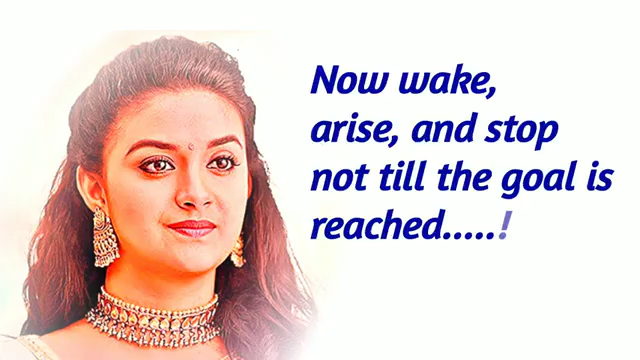 Now wake,
arise, and stop
not till the goal is
reached.....!